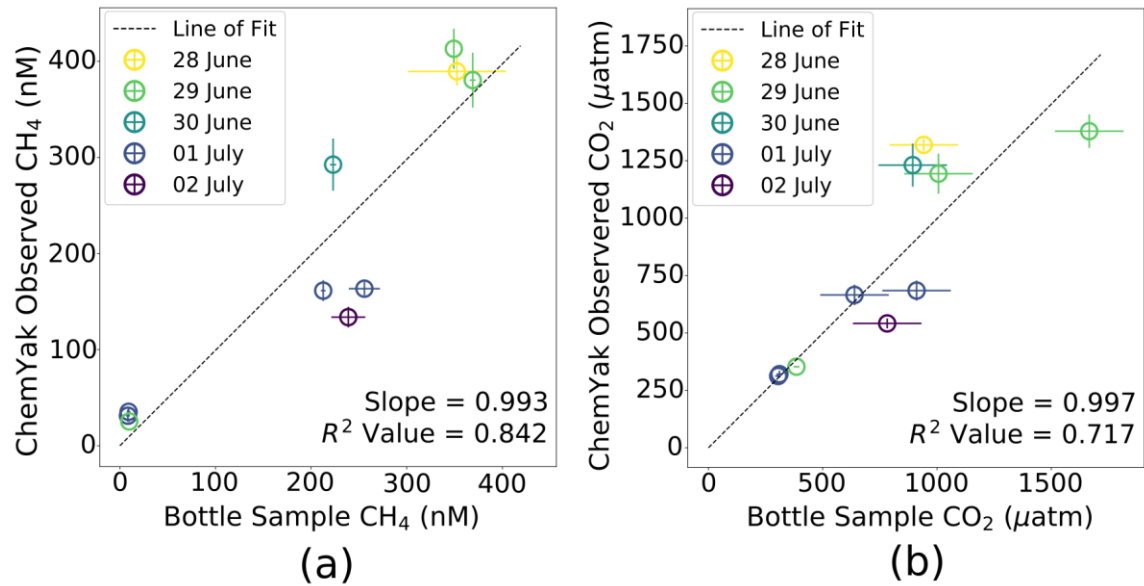 ChemYak Observed CH4 (nM)
400
300
200
100
0
Line of Fit
28 June
29 June
30 June
01 July
02 July
Slope = 0.993
R² Value = 0.842
0 100 200 300 400
Bottle Sample CH₄ (nM)
(a)
ChemYak Observered CO₂ (μatm)
1750
1500
1250
1000
750
500
250
0
Line of Fit
28 June
29 June
30 June
01 July
02 July
Slope = 0.997
R² Value = 0.717
0 500 1000 1500
Bottle Sample CO₂ (μatm)
(b)